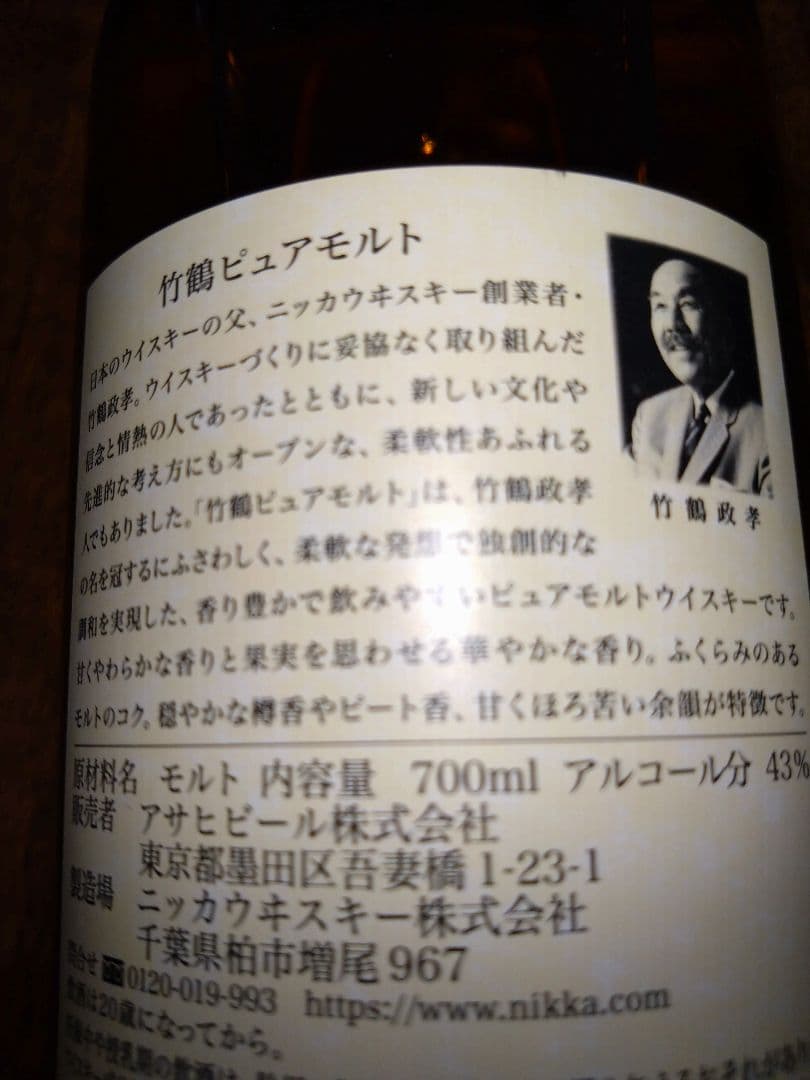 竹鶴ピュアモルト
日本のウイスキーの父、ニッカウヰスキー創業者・
竹鶴政孝。ウイスキーづくりに妥協なく取り組んだ
信念と情熱の人であったとともに、新しい文化や
先進的な考え方にもオープンな、柔軟性あふれる
人でもありました。「竹鶴ピュアモルト」は、竹鶴政孝
の名を冠するにふさわしく、柔軟な発想で独創的な
調和を実現した、香り豊かで飲みやすいピュアモルトウイスキーです。
甘くやわらかな香りと果実を思わせる華やかな香り。ふくらみのある
モルトのコク。穏やかな樽香やピート香、甘くほろ苦い余韻が特徴です。
竹鶴政孝
原材料名 モルト 内容量 700ml アルコール分 43%
販売者 アサヒビール株式会社
東京都墨田区吾妻橋1-23-1
製造場 ニッカウヰスキー株式会社
千葉県柏市増尾967
問合せ 0120-019-993 https://www.nikka.com
飲酒は20歳になってから。
や授乳期の飲酒は、